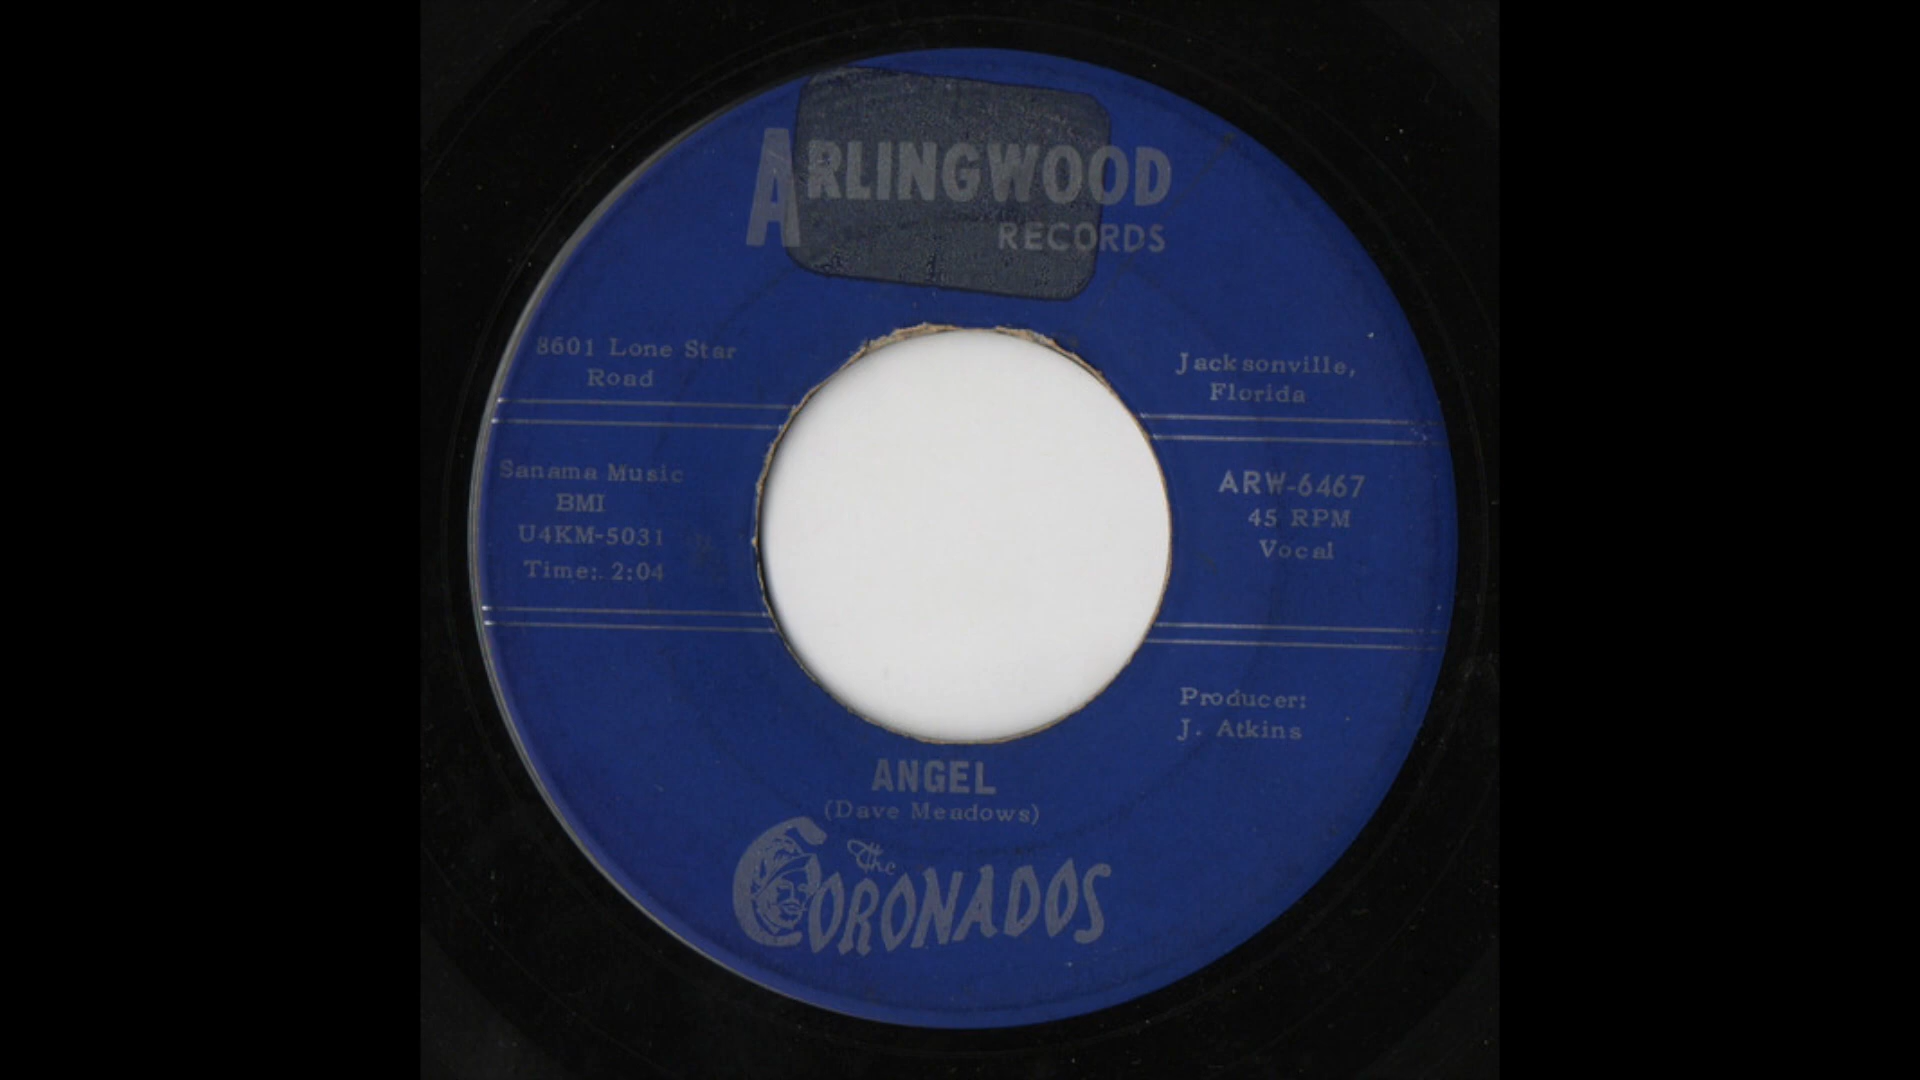 ARLINGWOOD
RECORDS
8601 Lone Star
Road
Jacksonville,
Florida
Sanama Music
BMI
U4KM-5031
Time: 2:04
ARW-6467
45 RPM
Vocal
Producer:
J. Atkins
ANGEL
(Dave Meadows)
The
CORONADOS